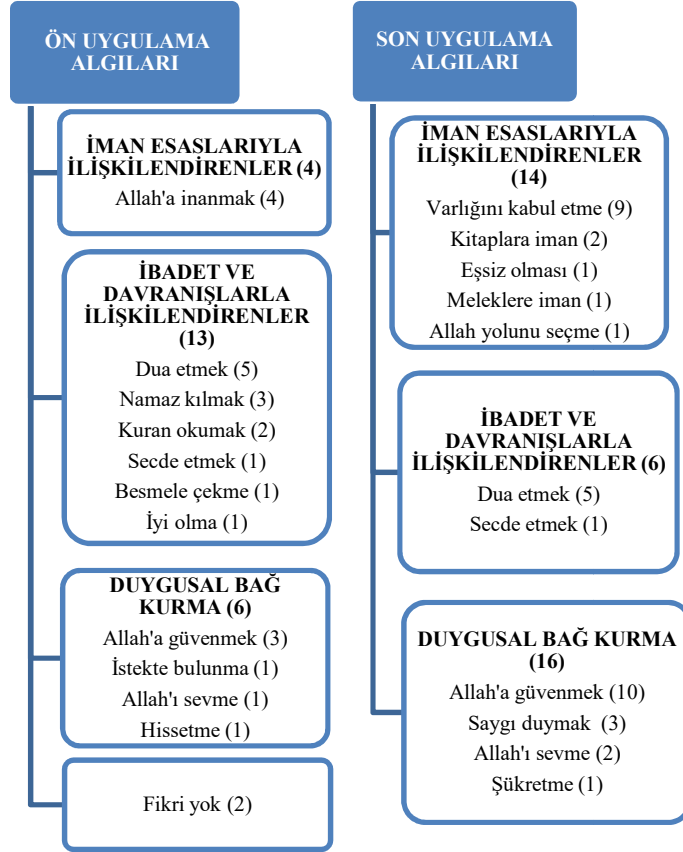 ÖN UYGULAMA
ALGILARI
İMAN ESASLARIYLA
İLİŞKİLENDİRENLER (4)
Allah'a inanmak (4)
İBADET VE
DAVRANIŞLARLA
İLİŞKİLENDİRENLER
(13)
Dua etmek (5)
Namaz kılmak (3)
Kuran okumak (2)
Secde etmek (1)
Besmele çekme (1)
İyi olma (1)
DUYGUSAL BAĞ
KURMA (6)
Allah'a güvenmek (3)
İstekte bulunma (1)
Allah'ı sevme (1)
Hissetme (1)
Fikri yok (2)
SON UYGULAMA
ALGILARI
İMAN ESASLARIYLA
İLİŞKİLENDİRENLER
(14)
Varlığını kabul etme (9)
Kitaplara iman (2)
Eşsiz olması (1)
Meleklere iman (1)
Allah yolunu seçme (1)
İBADET VE
DAVRANIŞLARLA
İLİŞKİLENDİRENLER (6)
Dua etmek (5)
Secde etmek (1)
DUYGUSAL BAĞ KURMA
(16)
Allah'a güvenmek (10)
Saygı duymak (3)
Allah'ı sevme (2)
Şükretme (1)